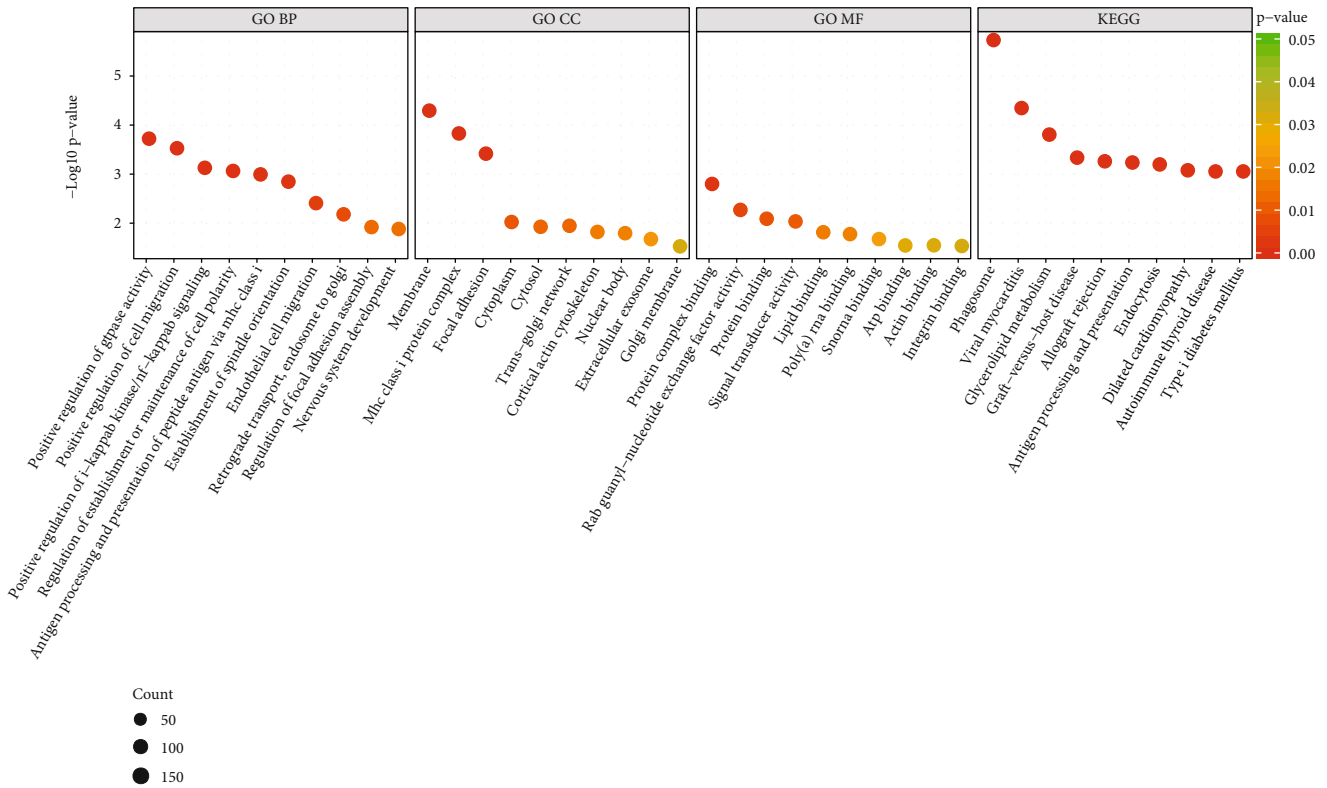 GO BP
GO CC
GO MF
KEGG
p−value
−Log10 p−value
5
4
3
2
0.05
0.04
0.03
0.02
0.01
0.00
Positive regulation of gtpase activity
Positive regulation of cell migration
Positive regulation of i−kappab kinase/nf−kappab signaling
Regulation of establishment or maintenance of cell polarity
Antigen processing and presentation of peptide antigen via mhc class i
Establishment of spindle orientation
Endothelial cell migration
Retrograde transport, endosome to golgi
Regulation of focal adhesion assembly
Nervous system development
Membrane
Mhc class i protein complex
Focal adhesion
Cytoplasm
Cytosol
Trans−golgi network
Cortical actin cytoskeleton
Nuclear body
Extracellular exosome
Golgi membrane
Protein complex binding
Rab guanyl−nucleotide exchange factor activity
Protein binding
Signal transducer activity
Lipid binding
Poly(a) rna binding
Snorna binding
Atp binding
Actin binding
Integrin binding
Phagosome
Viral myocarditis
Glycerolipid metabolism
Graft−versus−host disease
Allograft rejection
Antigen processing and presentation
Endocytosis
Dilated cardiomyopathy
Autoimmune thyroid disease
Type i diabetes mellitus
Count
50
100
150